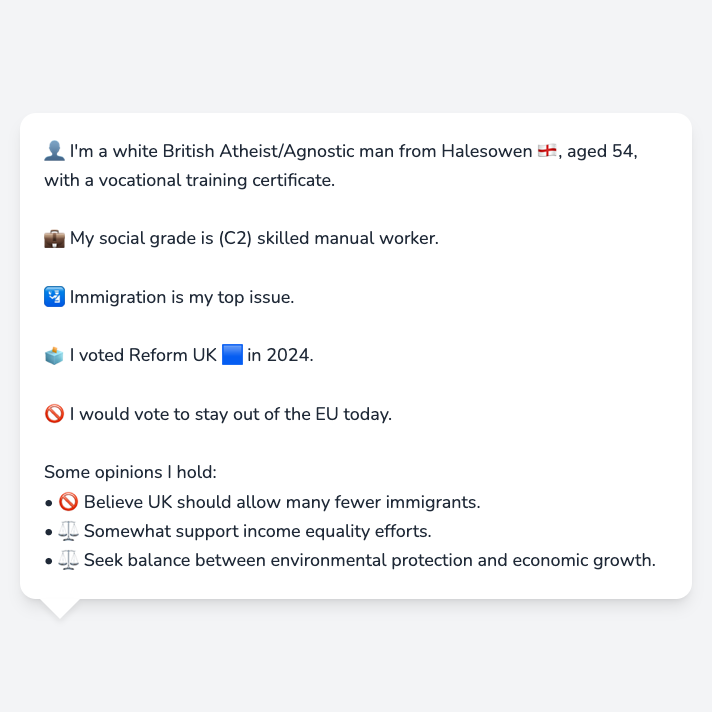 👤 I'm a white British Atheist/Agnostic man from Halesowen 🏴󠁧󠁢󠁥󠁮󠁧󠁿, aged 54,
with a vocational training certificate.
💼 My social grade is (C2) skilled manual worker.
🛂 Immigration is my top issue.
🗳️ I voted Reform UK 🟦 in 2024.
🚫 I would vote to stay out of the EU today.
Some opinions I hold:
• 🚫 Believe UK should allow many fewer immigrants.
• ⚖️ Somewhat support income equality efforts.
• ⚖️ Seek balance between environmental protection and economic growth.